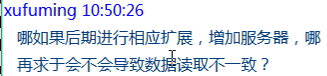 xufuming 10:50:26
哪如果后期进行相应扩展，增加服务器，哪
再求于会不会导致数据读取不一致？